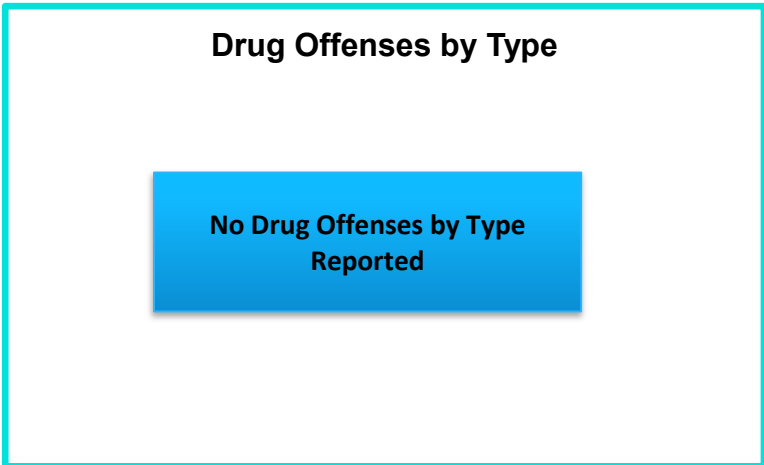 Drug Offenses by Type
No Drug Offenses by Type
Reported